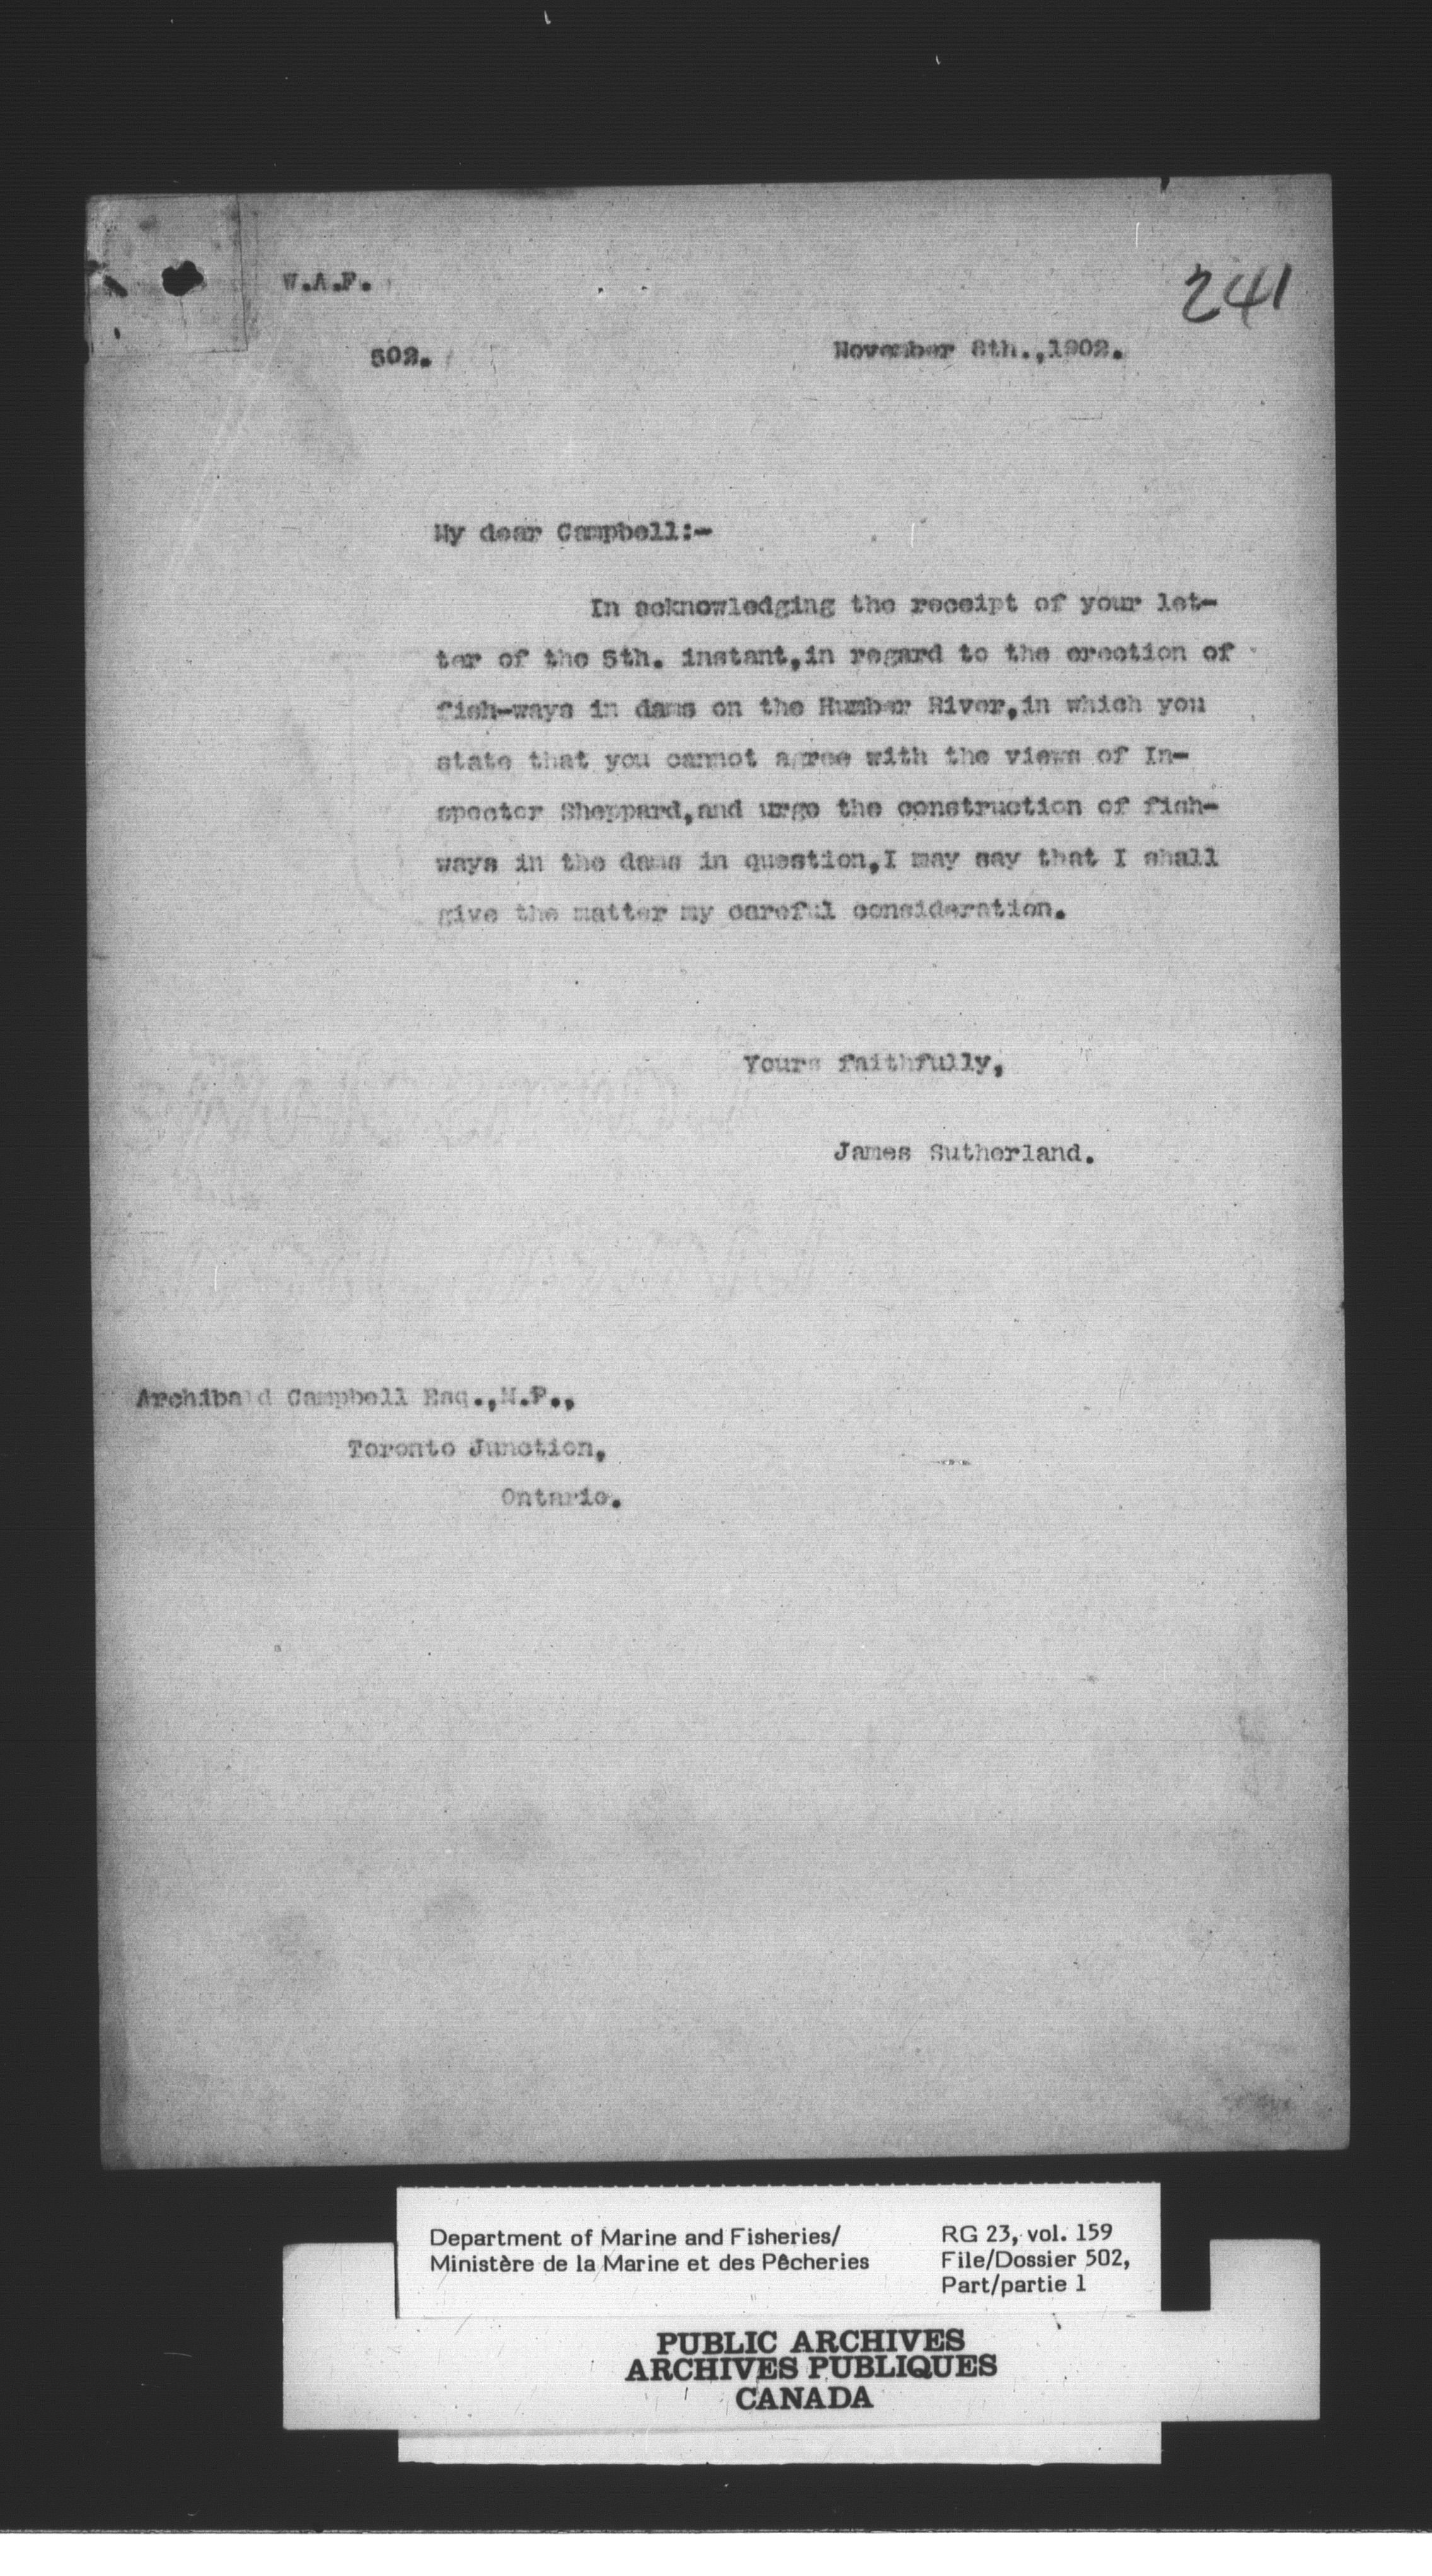 W.A.F.
241
502.
November 8th.,1902.
My dear Campbell:-
In acknowledging the receipt of your let-
ter of the 5th. instant,in regard to the erection of
fish-ways in dams on the Humber River,in which you
state that you cannot agree with the views of In-
spector Sheppard,and urge the construction of fish-
ways in the dams in question,I may say that I shall
give the matter my careful consideration.
Yours faithfully,
James Sutherland.
Archibald Campbell Esq.,M.P.,
Toronto Junction,
Ontario.
Department of Marine and Fisheries/
Ministère de la Marine et des Pêcheries
RG 23, vol. 159
File/Dossier 502,
Part/partie 1
PUBLIC ARCHIVES
ARCHIVES PUBLIQUES
CANADA